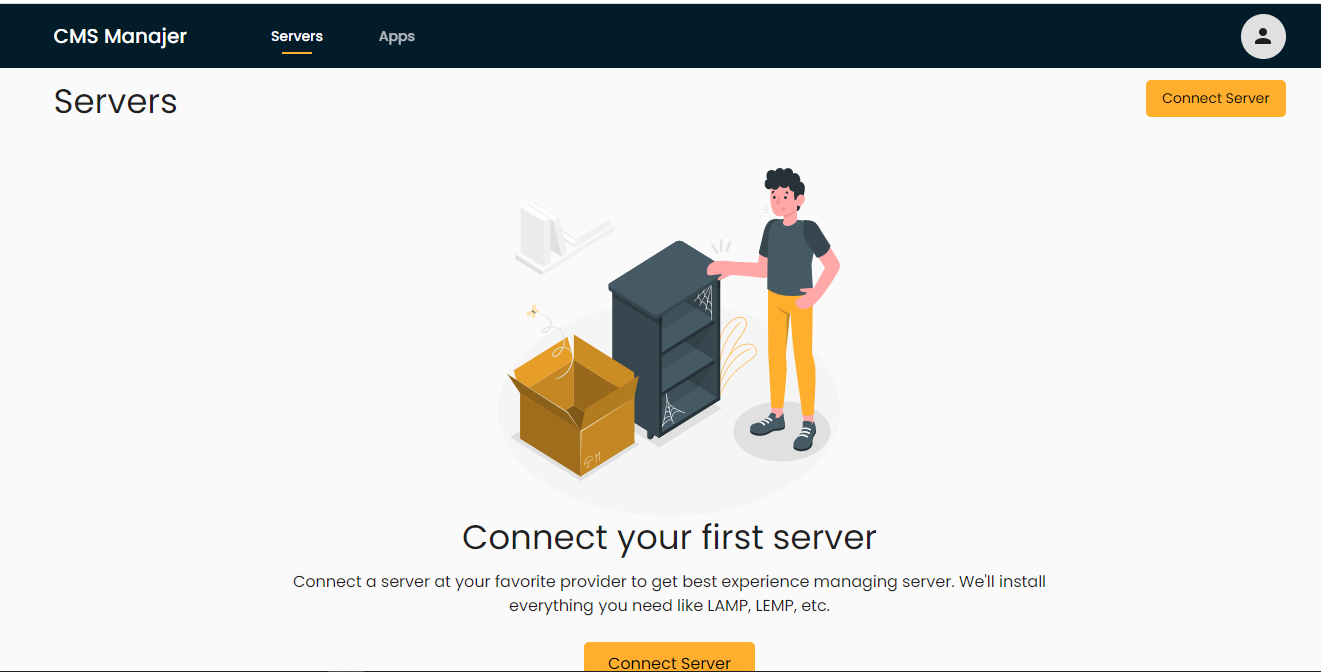 CMS Manajer
Servers
Apps
Servers
Connect Server
Connect your first server
Connect a server at your favorite provider to get best experience managing server. We'll install
everything you need like LAMP, LEMP, etc.
Connect Server